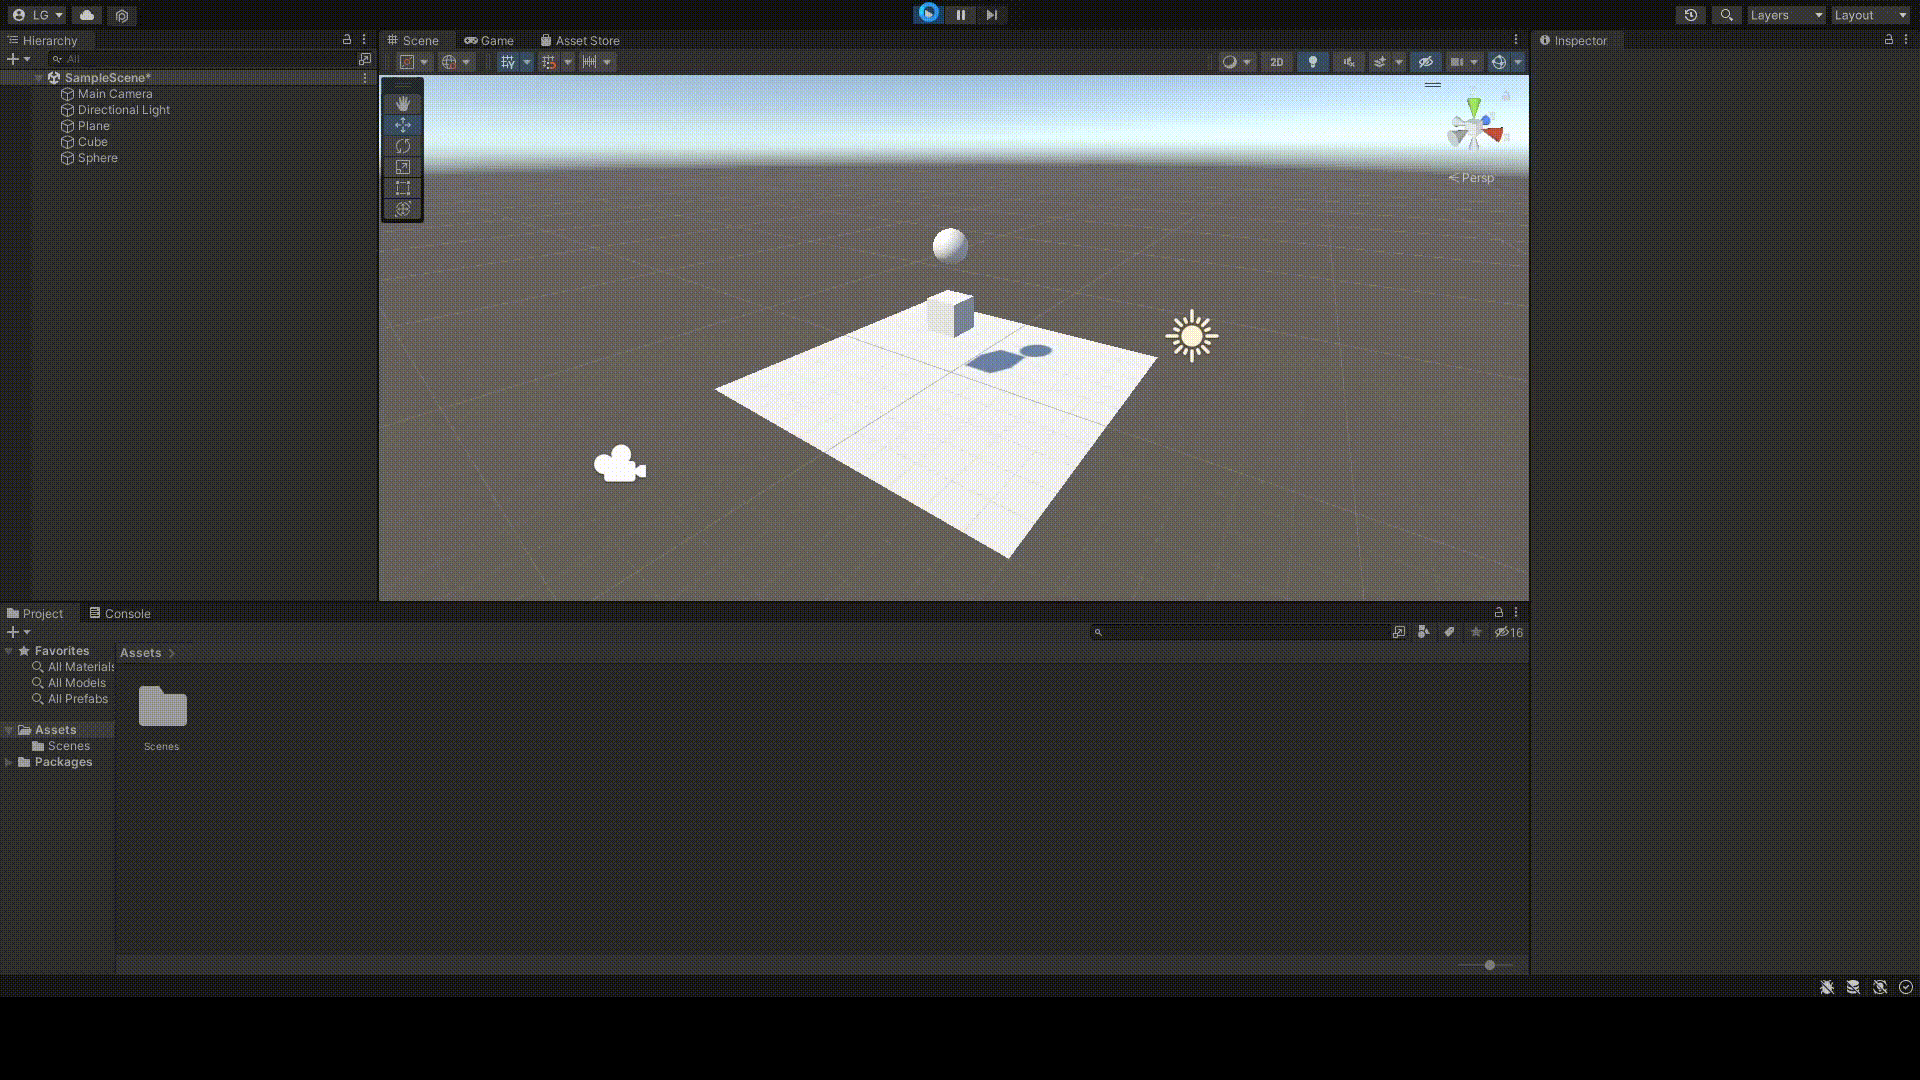 LG
Layers
Layout
Hierarchy
Scene
Game
Asset Store
Inspector
All
2D
SampleScene*
Main Camera
Directional Light
Plane
Cube
Sphere
Persp
Project
Console
16
Favorites
All Materials
All Models
All Prefabs
Assets
Scenes
Packages
Assets
Scenes